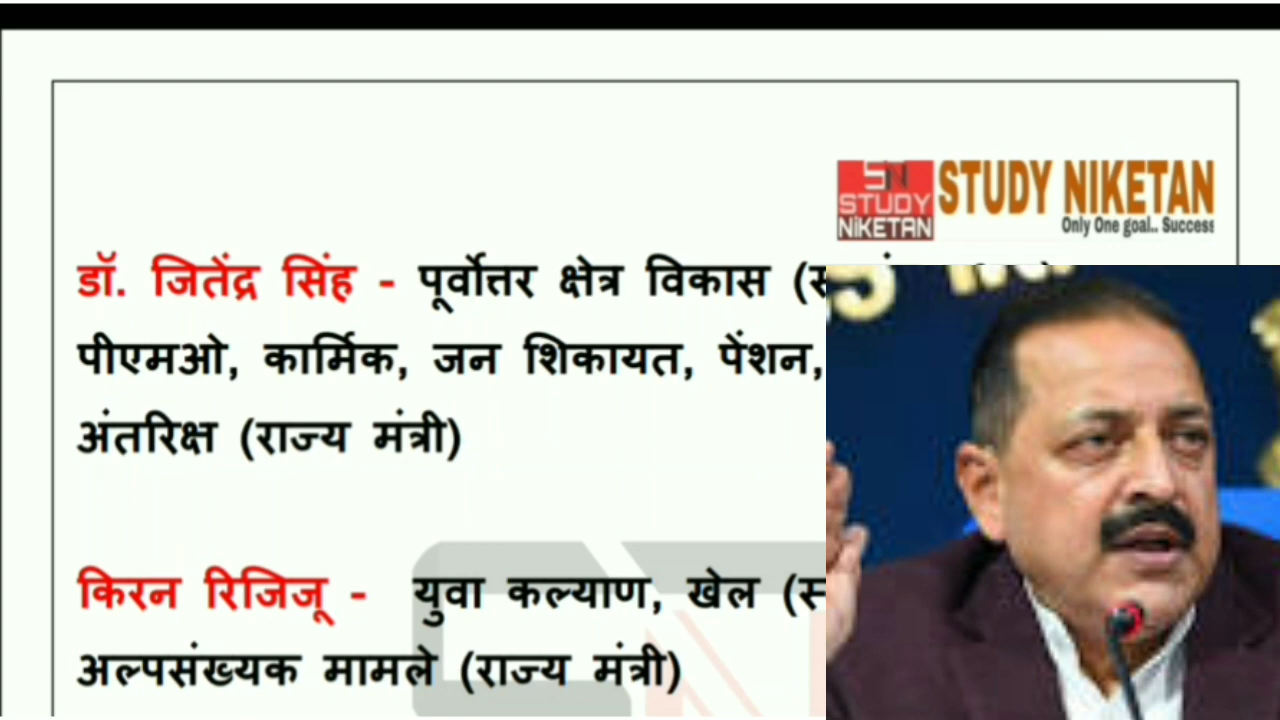 SN
STUDY
NiKETAN
STUDY NIKETAN
Only One goal.. Success
डॉ. जितेंद्र सिंह - पूर्वोत्तर क्षेत्र विकास
पीएमओ, कार्मिक, जन शिकायत, पेंशन,
अंतरिक्ष (राज्य मंत्री)
किरन रिजिजू - युवा कल्याण, खेल
अल्पसंख्यक मामले (राज्य मंत्री)